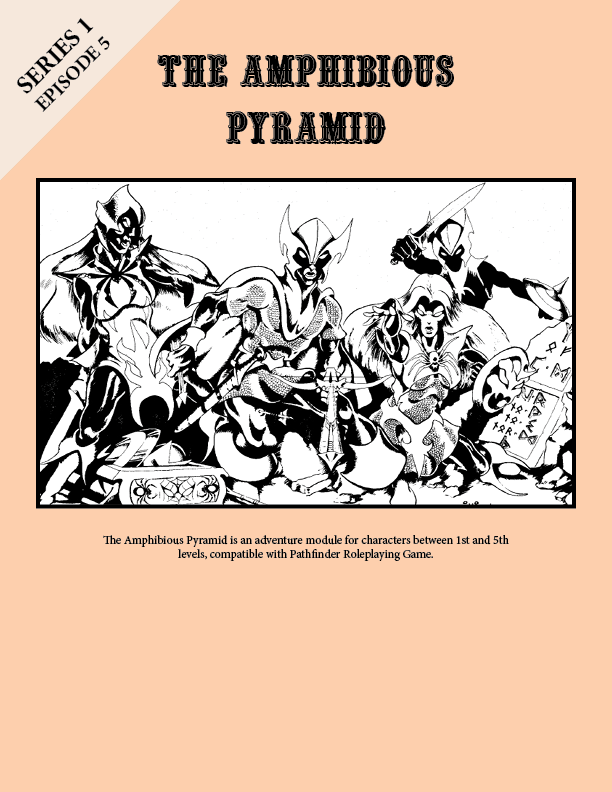 SERIES 1
EPISODE 5
THE AMPHIBIOUS
PYRAMID
The Amphibious Pyramid is an adventure module for characters between 1st and 5th
levels, compatible with Pathfinder Roleplaying Game.